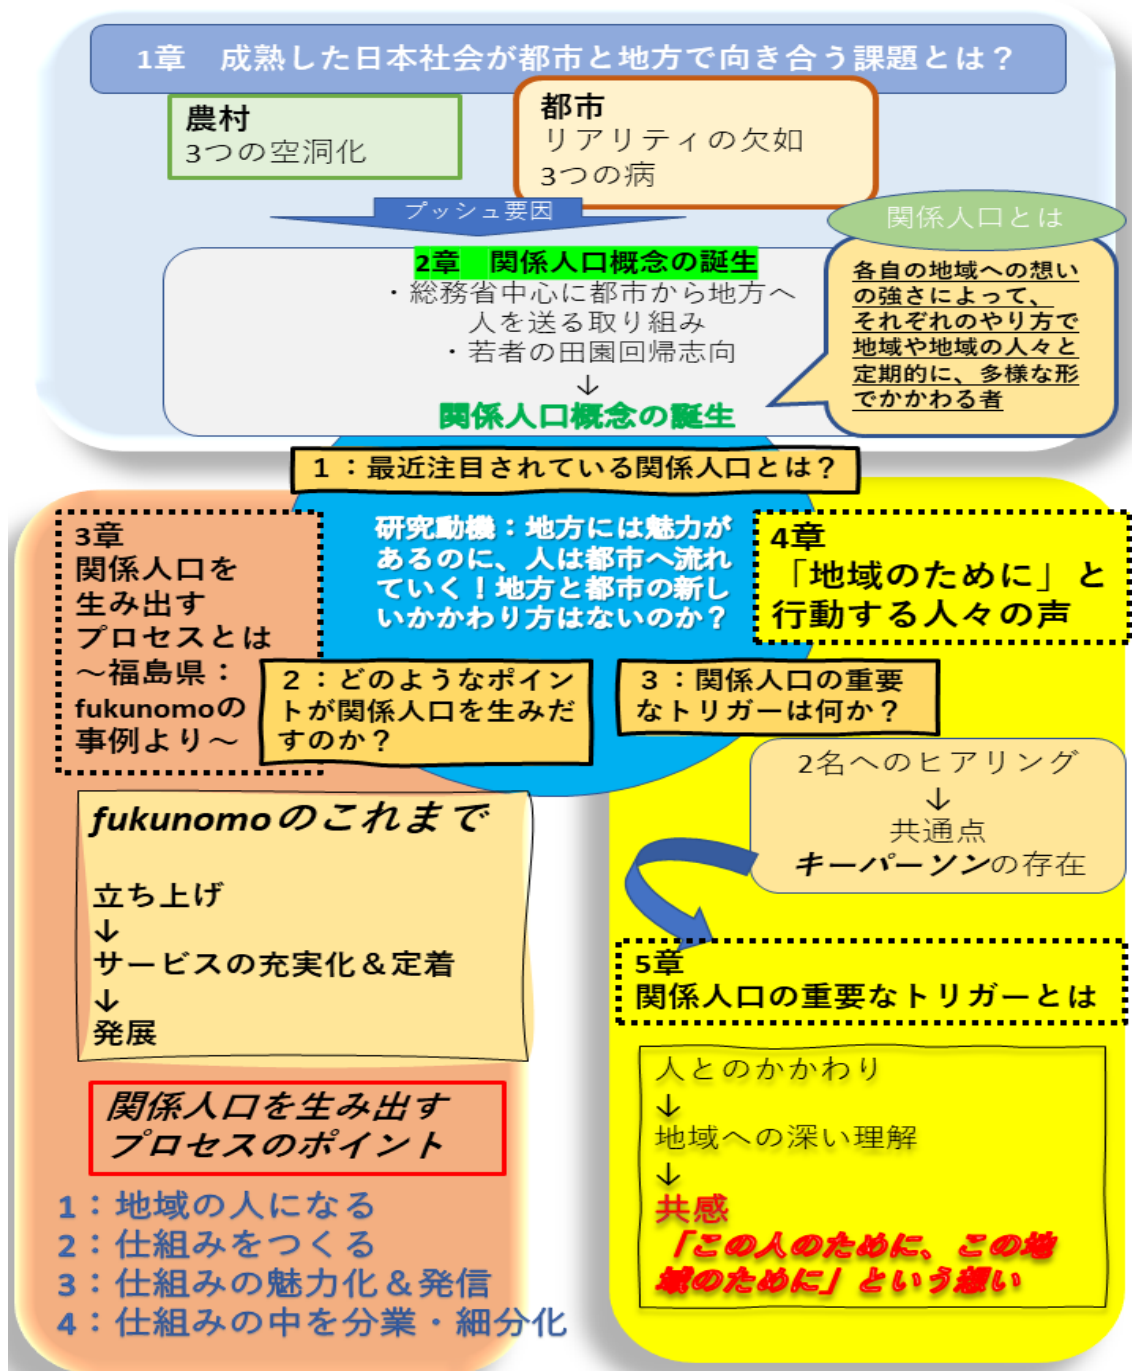 1章　成熟した日本社会が都市と地方で向き合う課題とは？
農村
3つの空洞化
都市
リアリティの欠如
3つの病
プッシュ要因
関係人口とは
各自の地域への想い
の強さによって、
それぞれのやり方で
地域や地域の人々と
定期的に、多様な形
でかかわる者
2章　関係人口概念の誕生
・総務省中心に都市から地方へ
人を送る取り組み
・若者の田園回帰志向
↓
関係人口概念の誕生
1：最近注目されている関係人口とは？
研究動機：地方には魅力が
あるのに、人は都市へ流れ
ていく！地方と都市の新し
いかかわり方はないのか？
3章
関係人口を
生み出す
プロセスとは
～福島県：
fukunomoの
事例より～
2：どのようなポイン
トが関係人口を生みだ
すのか？
3：関係人口の重要
なトリガーは何か？
4章
「地域のために」と
行動する人々の声
2名へのヒアリング
↓
共通点
キーパーソンの存在
fukunomoのこれまで
立ち上げ
↓
サービスの充実化＆定着
↓
発展
関係人口を生み出す
プロセスのポイント
1：地域の人になる
2：仕組みをつくる
3：仕組みの魅力化＆発信
4：仕組みの中を分業・細分化
5章
関係人口の重要なトリガーとは
人とのかかわり
↓
地域への深い理解
↓
共感
「この人のために、この地
域のために」という想い